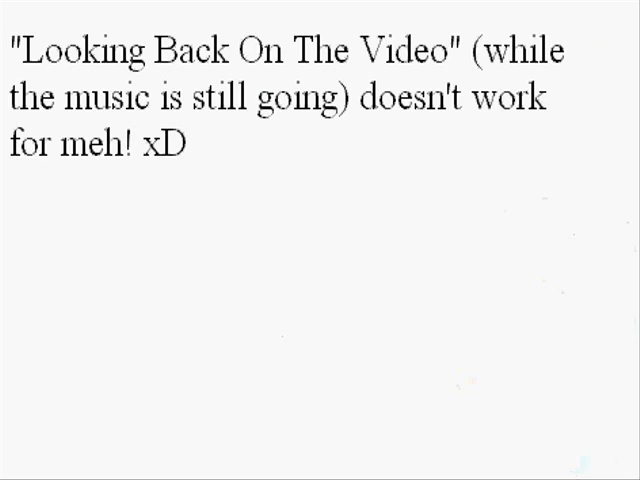 "Looking Back On The Video" (while
the music is still going) doesn't work
for meh! xD